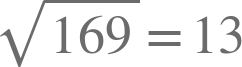 √169 = 13